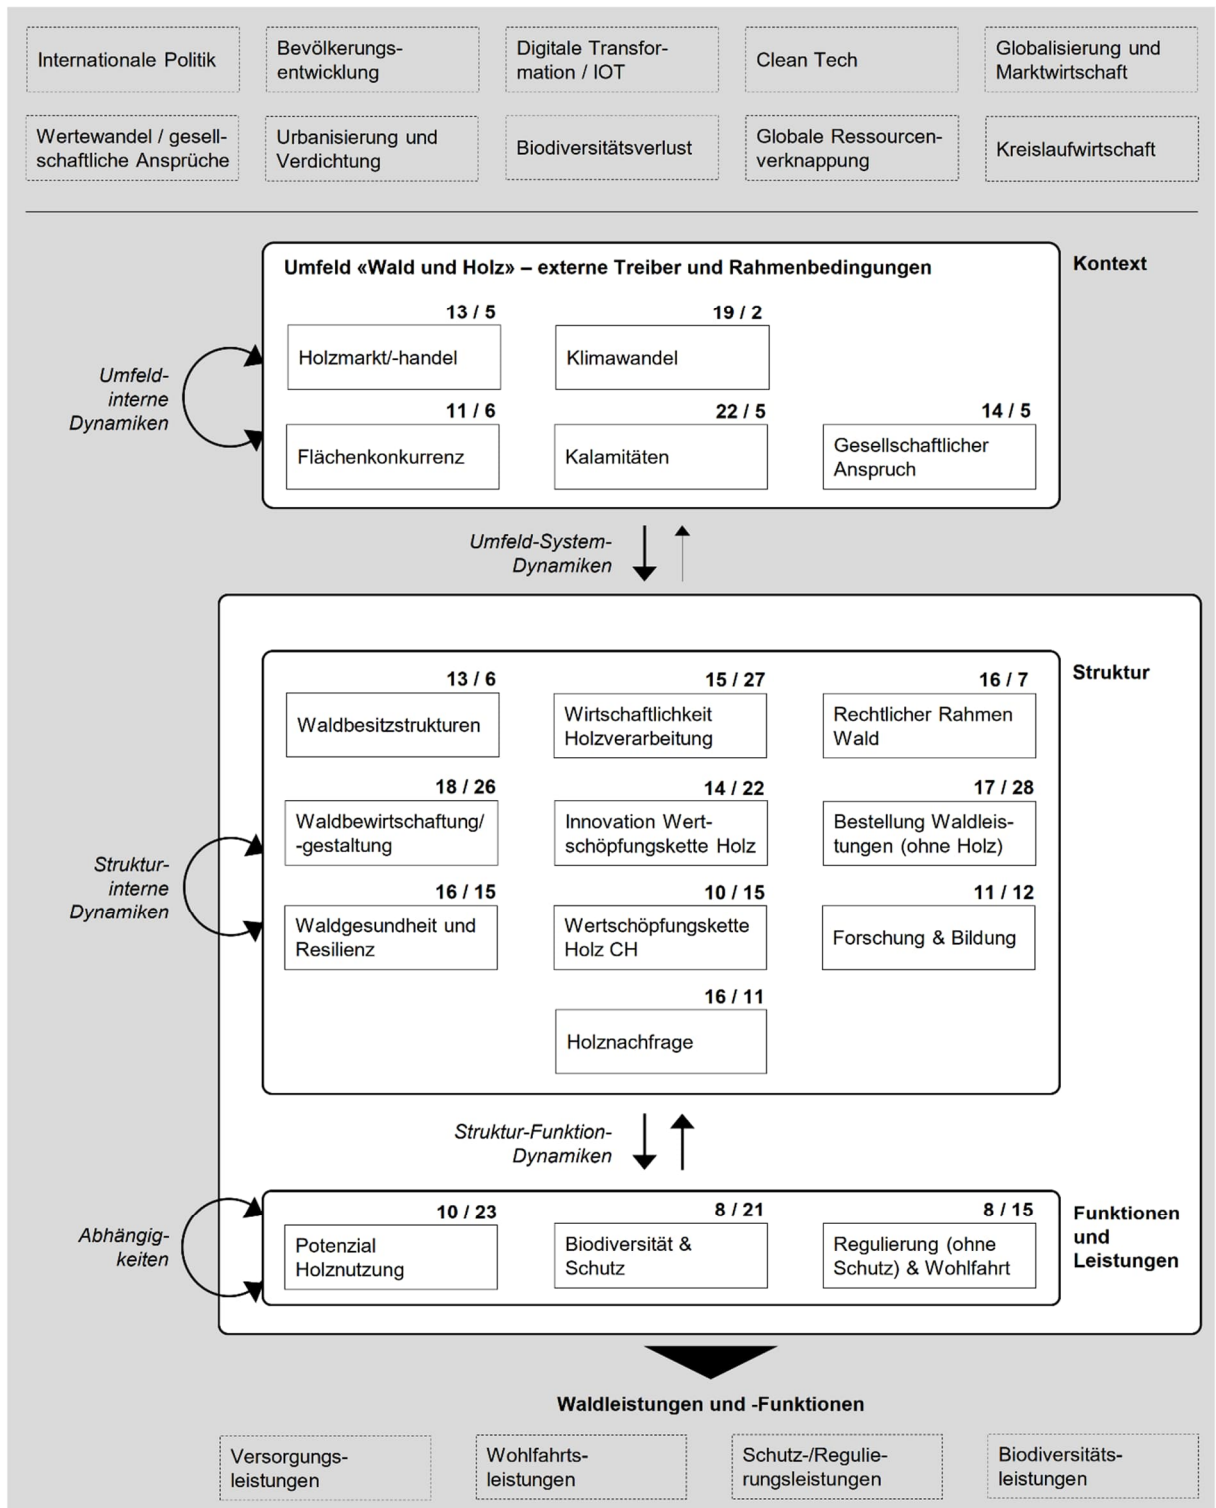 Internationale Politik
Bevölkerungs-
entwicklung
Digitale Transfor-
mation / IOT
Clean Tech
Globalisierung und
Marktwirtschaft
Wertewandel / gesell-
schaftliche Ansprüche
Urbanisierung und
Verdichtung
Biodiversitätsverlust
Globale Ressourcen-
verknappung
Kreislaufwirtschaft
Umfeld «Wald und Holz» – externe Treiber und Rahmenbedingungen
Kontext
13 / 5
Holzmarkt/-handel
19 / 2
Klimawandel
Umfeld-
interne
Dynamiken
11 / 6
Flächenkonkurrenz
22 / 5
Kalamitäten
14 / 5
Gesellschaftlicher
Anspruch
Umfeld-System-
Dynamiken
Struktur
13 / 6
Waldbesitzstrukturen
15 / 27
Wirtschaftlichkeit
Holzverarbeitung
16 / 7
Rechtlicher Rahmen
Wald
18 / 26
Waldbewirtschaftung/
-gestaltung
14 / 22
Innovation Wert-
schöpfungskette Holz
17 / 28
Bestellung Waldleis-
tungen (ohne Holz)
Struktur-
interne
Dynamiken
16 / 15
Waldgesundheit und
Resilienz
10 / 15
Wertschöpfungskette
Holz CH
11 / 12
Forschung & Bildung
16 / 11
Holznachfrage
Struktur-Funktion-
Dynamiken
Funktionen
und
Leistungen
Abhängig-
keiten
10 / 23
Potenzial
Holznutzung
8 / 21
Biodiversität &
Schutz
8 / 15
Regulierung (ohne
Schutz) & Wohlfahrt
Waldleistungen und -Funktionen
Versorgungs-
leistungen
Wohlfahrts-
leistungen
Schutz-/Regulie-
rungsleistungen
Biodiversitäts-
leistungen